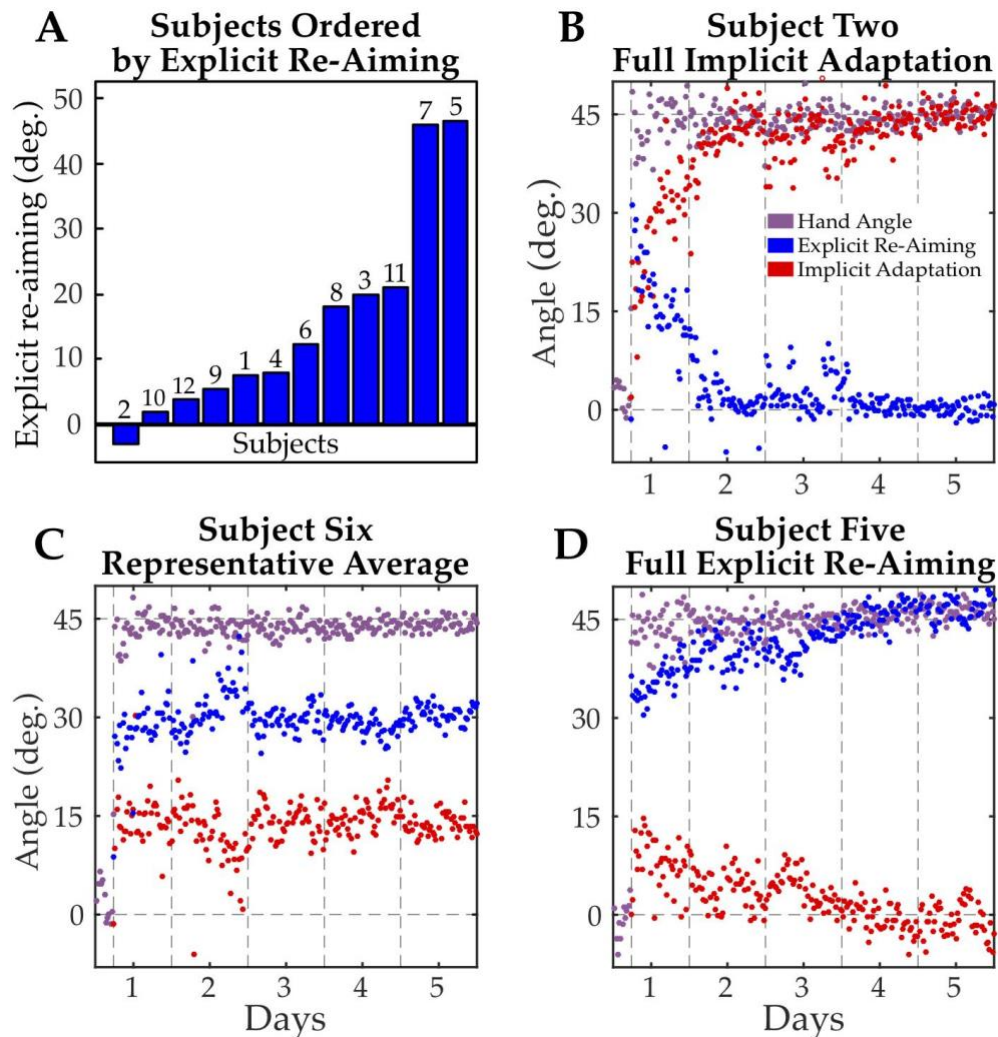 A
Subjects Ordered
by Explicit Re-Aiming
Explicit re-aiming (deg.)
50
40
30
20
10
0
2
10
12
9
1
4
6
8
3
11
7
5
Subjects
B
Subject Two
Full Implicit Adaptation
Angle (deg.)
45
30
15
0
Hand Angle
Explicit Re-Aiming
Implicit Adaptation
1 2 3 4 5
C
Subject Six
Representative Average
Angle (deg.)
45
30
15
0
1 2 3 4 5
Days
D
Subject Five
Full Explicit Re-Aiming
45
30
15
0
1 2 3 4 5
Days